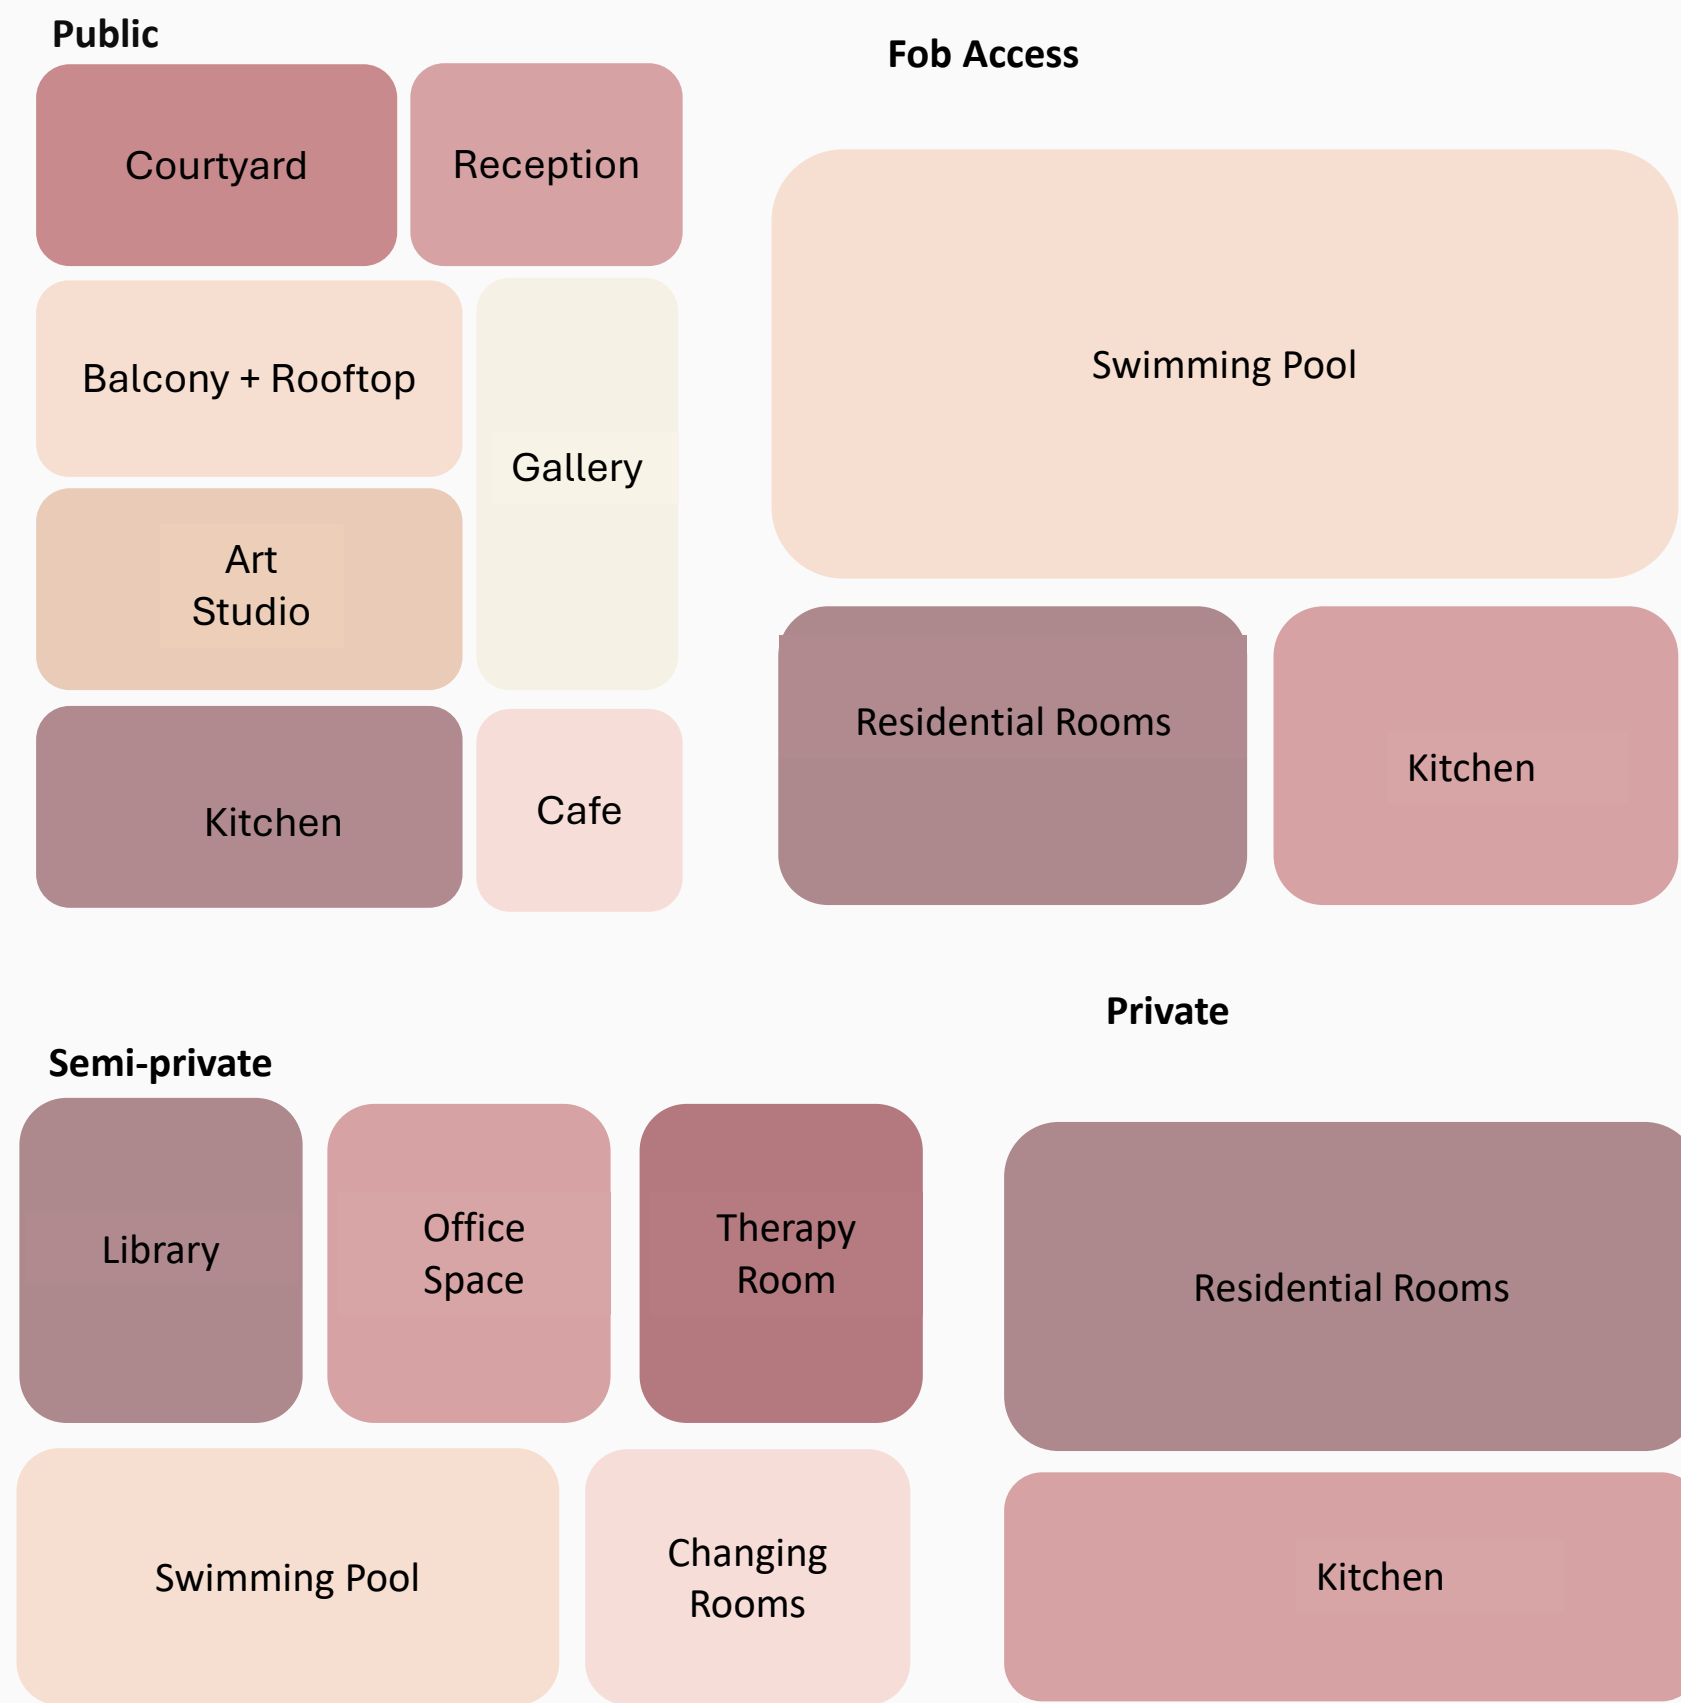 Public
Courtyard
Reception
Balcony + Rooftop
Gallery
Art
Studio
Kitchen
Cafe
Fob Access
Swimming Pool
Residential Rooms
Kitchen
Semi-private
Library
Office
Space
Therapy
Room
Swimming Pool
Changing
Rooms
Private
Residential Rooms
Kitchen